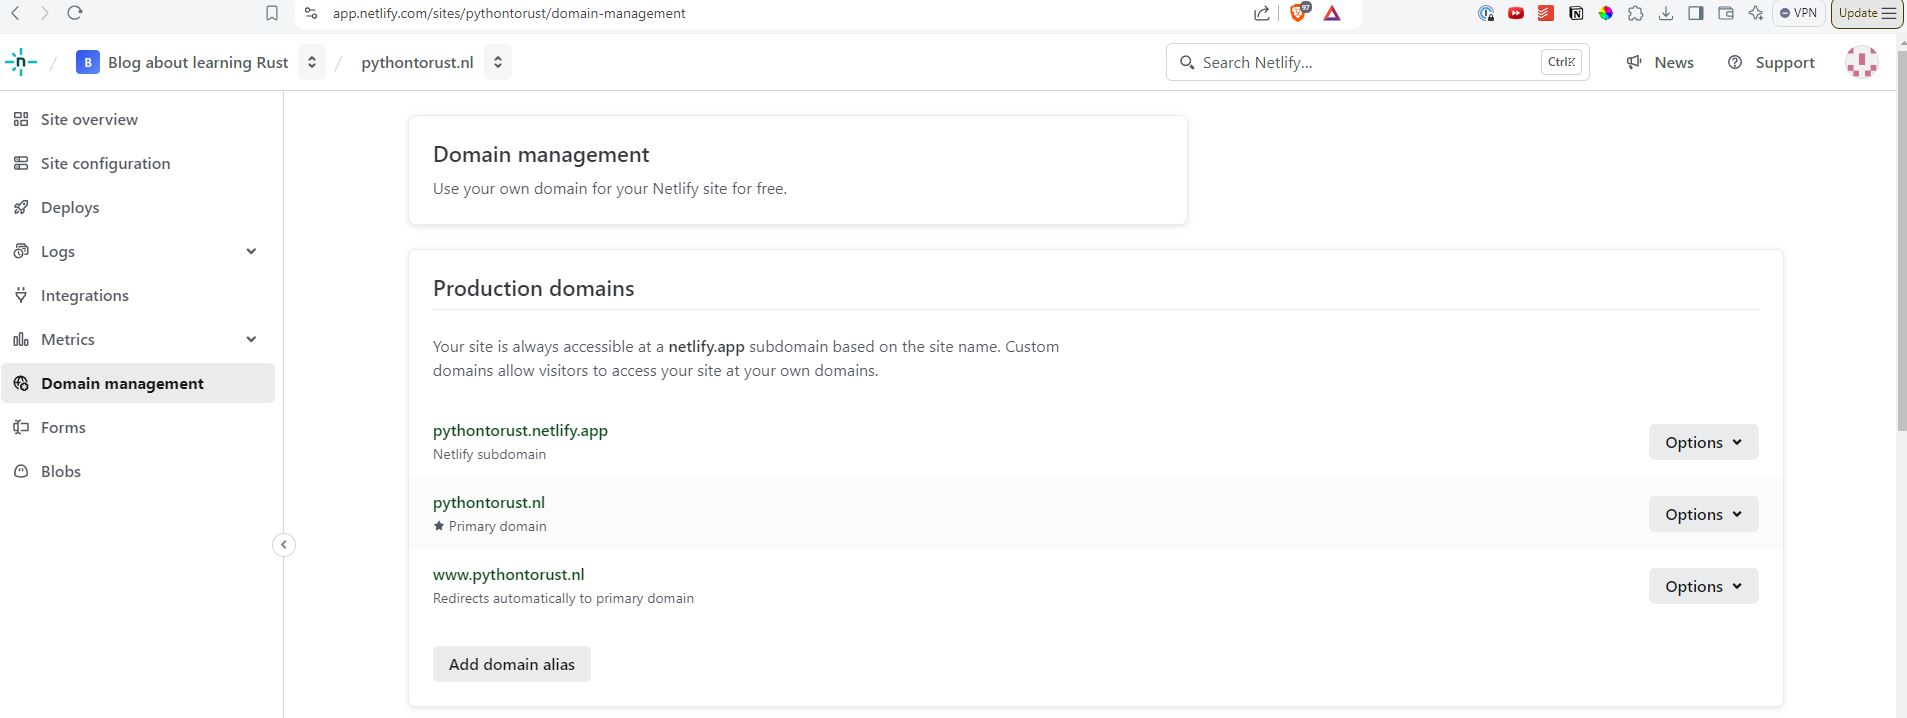 app.netlify.com/sites/pythontorust/domain-management
97
VPN
Update
B Blog about learning Rust / pythontorust.nl
Search Netlify...
CtrlK
News
Support
Site overview
Site configuration
Deploys
Logs
Integrations
Metrics
Domain management
Forms
Blobs
Domain management
Use your own domain for your Netlify site for free.
Production domains
Your site is always accessible at a netlify.app subdomain based on the site name. Custom
domains allow visitors to access your site at your own domains.
pythontorust.netlify.app
Netlify subdomain
Options
pythontorust.nl
Primary domain
Options
www.pythontorust.nl
Redirects automatically to primary domain
Options
Add domain alias